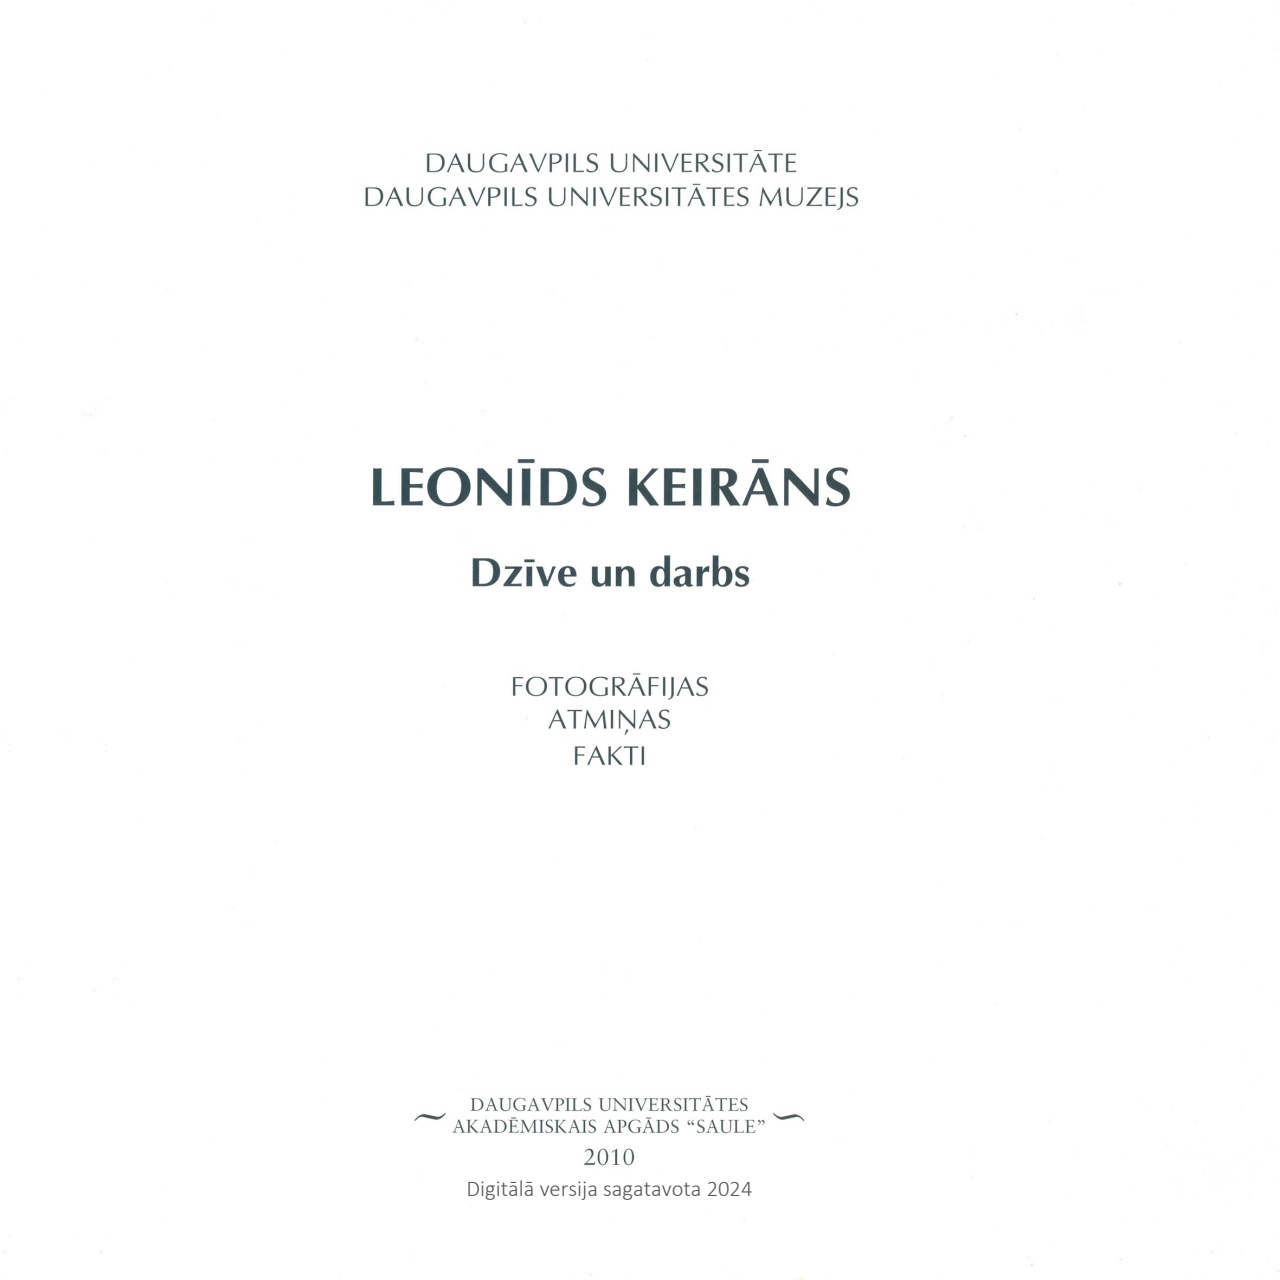 DAUGAVPILS UNIVERSITĀTE
DAUGAVPILS UNIVERSITĀTES MUZEJS
LEONĪDS KEIRĀNS
Dzīve un darbs
FOTOGRĀFIJAS
ATMIŅAS
FAKTI
DAUGAVPILS UNIVERSITĀTES
AKADĒMISKAIS APGĀDS “SAULE”
2010
Digitālā versija sagatavota 2024